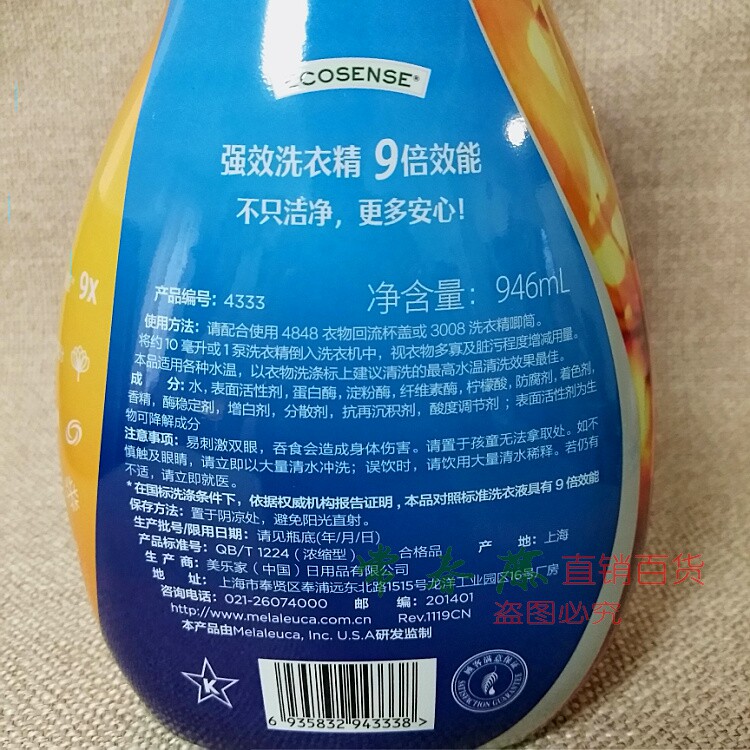 ECOSENSE®
强效洗衣精 9倍效能
不只洁净，更多安心!
9x
产品编号：4333
净含量：946mL
使用方法：请配合使用 4848 衣物回流杯盖或 3008 洗衣精唧筒。
将约10 毫升或1泵洗衣精倒入洗衣机中，视衣物多寡及脏污程度增减用量。
本品适用各种水温，以衣物洗涤标上建议清洗的最高水温清洗效果最佳。
成 分: 水, 表面活性剂, 蛋白酶, 淀粉酶, 纤维素酶, 柠檬酸, 防腐剂, 着色剂,
香精，酶稳定剂，增白剂，分散剂，抗再沉积剂，酸度调节剂；表面活性剂为生
物可降解成分
注意事项：易刺激双眼，吞食会造成身体伤害。请置于孩童无法拿取处。如不
慎触及眼睛，请立即以大量清水冲洗；误饮时，请饮用大量清水稀释。若仍有
不适，请立即就医。
*在国标洗涤条件下，依据权威机构报告证明，本品对照标准洗衣液具有 9 倍效能
保存方法：置于阴凉处，避免阳光直射。
生产批号/限用日期：请见瓶底(年/月/日)
产品标准号：QB/T 1224（浓缩型） 合格品 产 地：上海
生 产 商：美乐家（中国）日用品有限公司
地 址：上海市奉贤区奉浦远东北路1515号龙洋工业园区16号厂房
咨询电话：021-26074000 邮 编：201401
http://www.melaleuca.com.cn Rev.1119CN
本产品由Melaleuca, Inc. U.S.A研发监制
常春藤 直销百货
盗图必究
K
6 935832 943338 >
顾客满意保证
SATISFACTION GUARANTEE